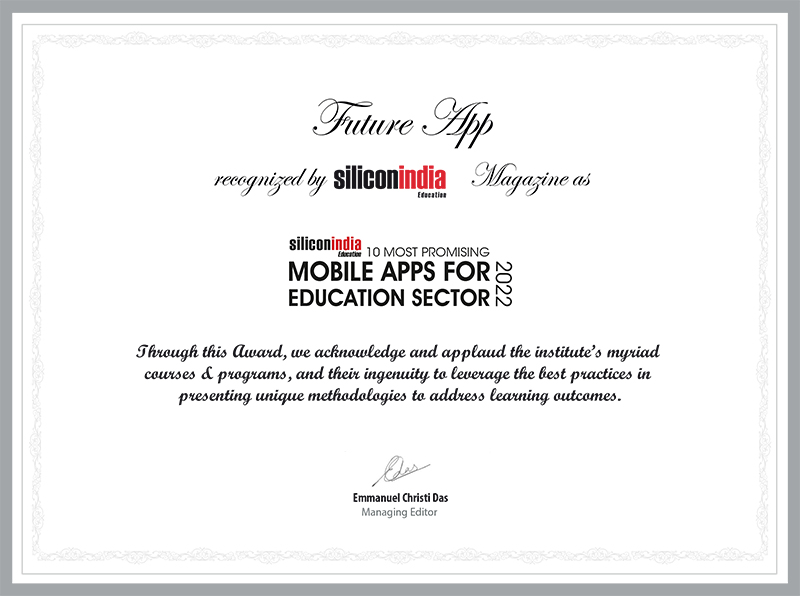 Future App
recognized by siliconindia Magazine as
Education
siliconindia
Education 10 MOST PROMISING
MOBILE APPS FOR
EDUCATION SECTOR
2022
Through this Award, we acknowledge and applaud the institute's myriad
courses & programs, and their ingenuity to leverage the best practices in
presenting unique methodologies to address learning outcomes.
Edas
Emmanuel Christi Das
Managing Editor